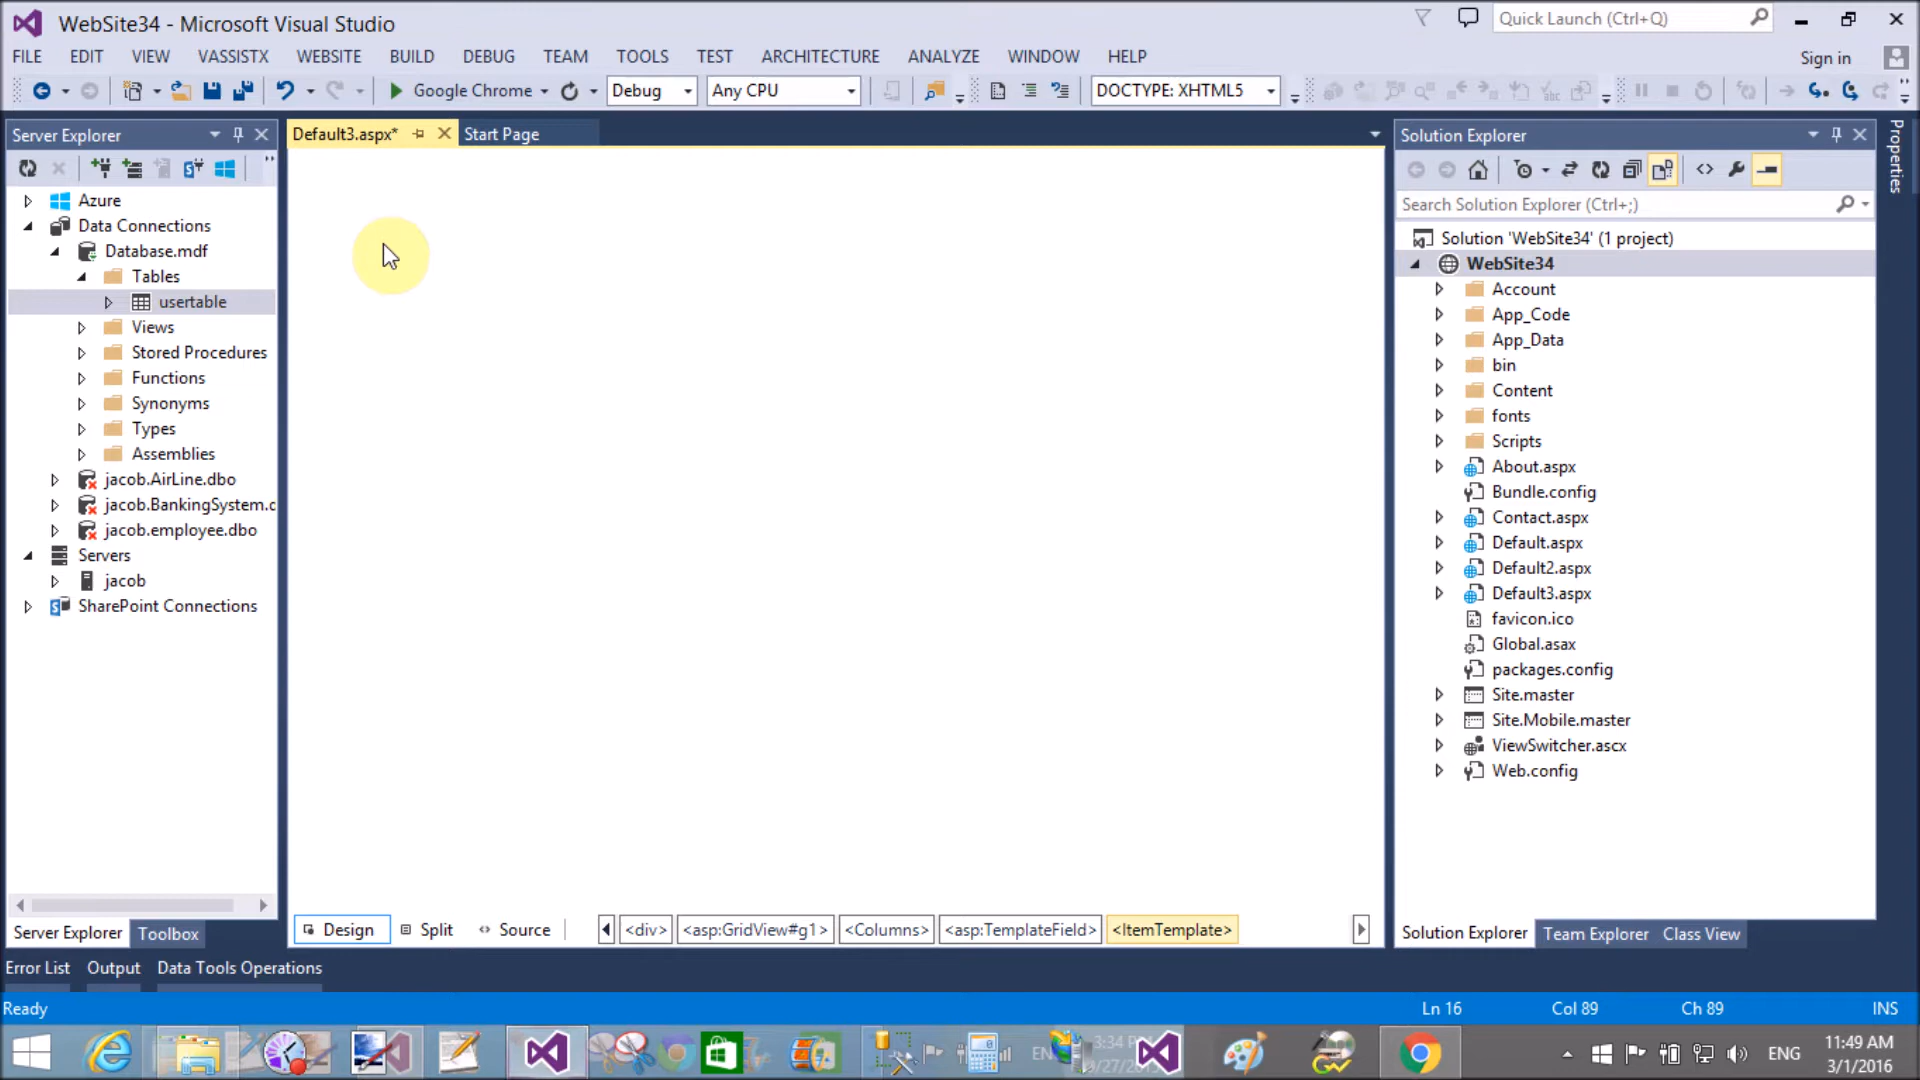 WebSite34 - Microsoft Visual Studio
Quick Launch (Ctrl+Q)
FILE EDIT VIEW VASSISTX WEBSITE BUILD DEBUG TEAM TOOLS TEST ARCHITECTURE ANALYZE WINDOW HELP
Sign in
Google Chrome Debug Any CPU DOCTYPE: XHTML5
Server Explorer
Azure
Data Connections
Database.mdf
Tables
usertable
Views
Stored Procedures
Functions
Synonyms
Types
Assemblies
jacob.AirLine.dbo
jacob.BankingSystem.c
jacob.employee.dbo
Servers
jacob
SharePoint Connections
Server Explorer Toolbox
Default3.aspx* Start Page
Design Split Source <div> <asp:GridView#g1> <Columns> <asp:TemplateField> <ItemTemplate>
Solution Explorer
Search Solution Explorer (Ctrl+;)
Solution 'WebSite34' (1 project)
WebSite34
Account
App_Code
App_Data
bin
Content
fonts
Scripts
About.aspx
Bundle.config
Contact.aspx
Default.aspx
Default2.aspx
Default3.aspx
favicon.ico
Global.asax
packages.config
Site.master
Site.Mobile.master
ViewSwitcher.ascx
Web.config
Solution Explorer Team Explorer Class View
Properties
Error List Output Data Tools Operations
Ready Ln 16 Col 89 Ch 89 INS
ENG
11:49 AM
3/1/2016